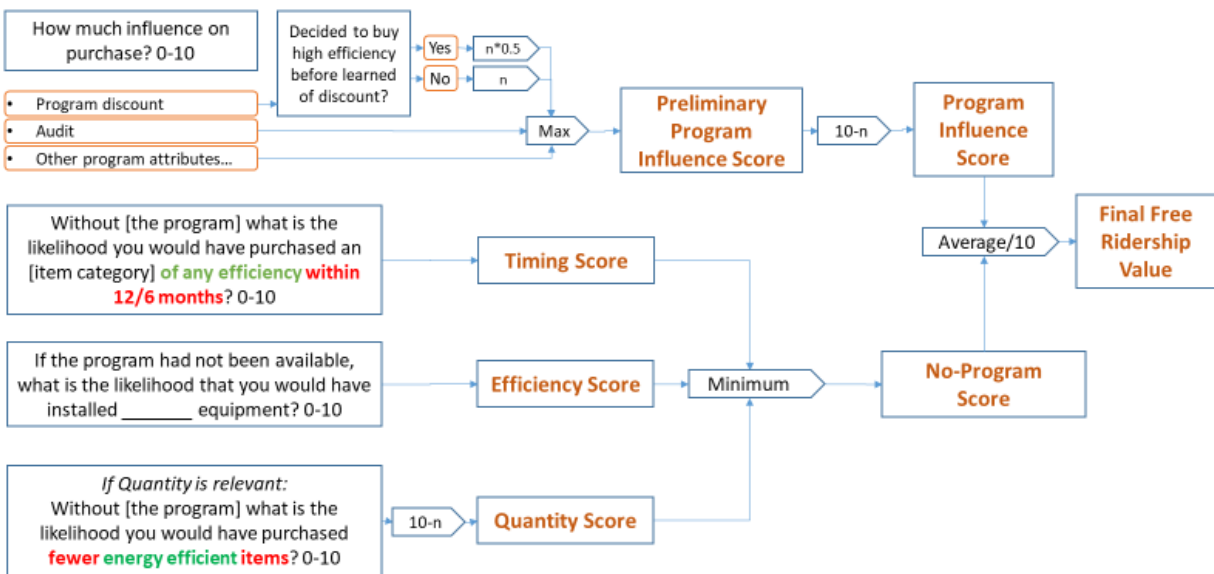 How much influence on
purchase? 0-10
Decided to buy
high efficiency
before learned
of discount?
Yes
n*0.5
No
n
• Program discount
• Audit
• Other program attributes...
Max
Preliminary
Program
Influence Score
10-n
Program
Influence
Score
Without [the program] what is the
likelihood you would have purchased an
[item category] of any efficiency within
12/6 months? 0-10
Timing Score
Average/10
Final Free
Ridership
Value
If the program had not been available,
what is the likelihood that you would have
installed _______ equipment? 0-10
Efficiency Score
Minimum
No-Program
Score
If Quantity is relevant:
Without [the program] what is the
likelihood you would have purchased
fewer energy efficient items? 0-10
10-n
Quantity Score